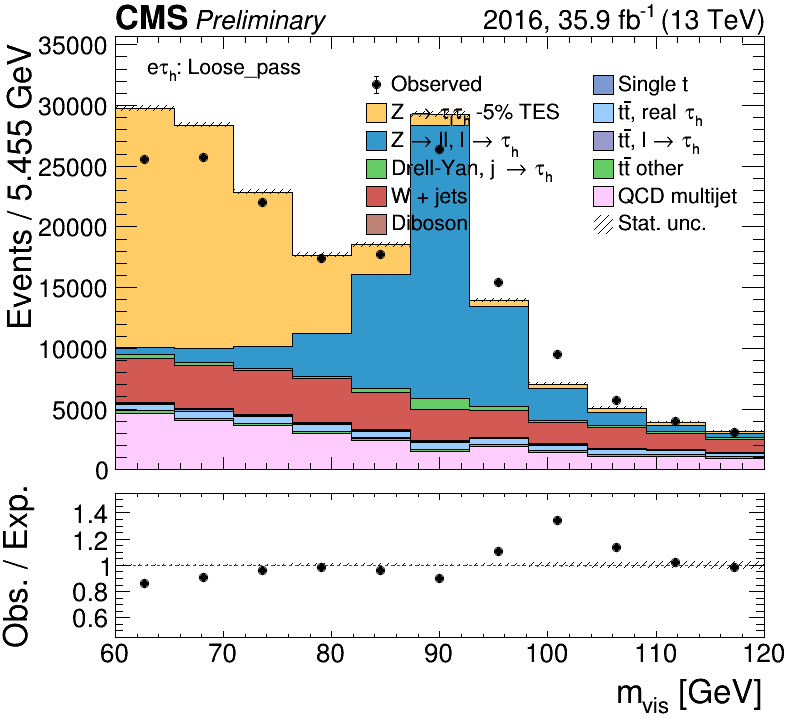 CMS Preliminary 2016, 35.9 fb⁻¹ (13 TeV)
Events / 5.455 GeV
35000
30000
25000
20000
15000
10000
5000
0
eτh: Loose_pass
Observed
Z → τlτh -5% TES
Z → ll, l → τh
Drell-Yan, j → τh
W + jets
Diboson
Single t
tt̄, real τh
tt̄, l → τh
tt̄ other
QCD multijet
Stat. unc.
Obs. / Exp.
1.4
1.2
1
0.8
0.6
60 70 80 90 100 110 120
mvis [GeV]